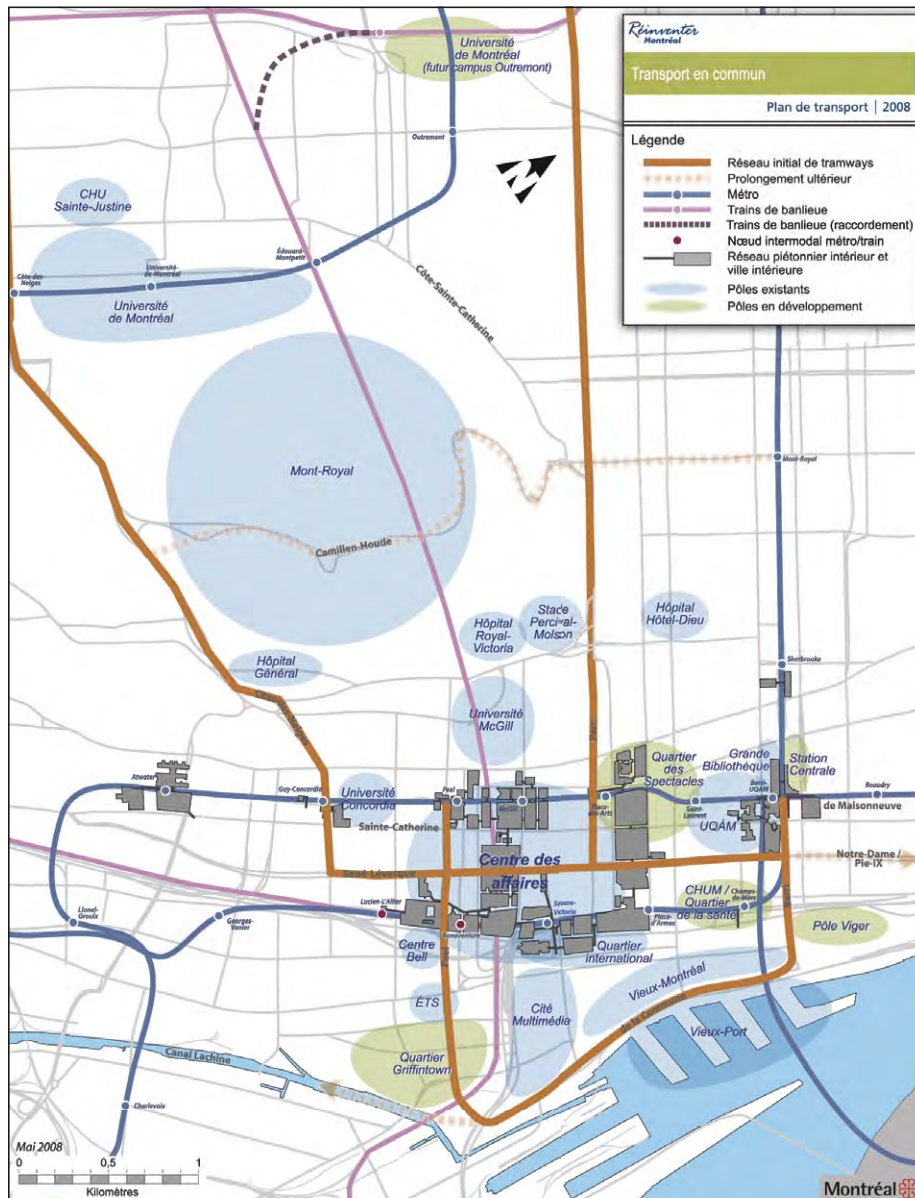 Réinventer
Montréal
Transport en commun
Plan de transport | 2008
Légende
Réseau initial de tramways
Prolongement ultérieur
Métro
Trains de banlieue
Trains de banlieue (raccordement)
Nœud intermodal métro/train
Réseau piétonnier intérieur et
ville intérieure
Pôles existants
Pôles en développement
Université
de Montréal
(futur campus Outremont)
Outremont
CHU
Sainte-Justine
Édouard-
Montpetit
Côte-des-
Neiges
Université-
de-Montréal
Université
de Montréal
Côte-Sainte-Catherine
Mont-Royal
Mont-Royal
Camillien-Houde
Hôpital
Royal-
Victoria
Stade
Percival-
Molson
Hôpital
Hôtel-Dieu
Hôpital
Général
Sherbrooke
Côte-des-Neiges
Université
McGill
Parc
Quartier
des
Spectacles
Grande
Bibliothèque
Station
Centrale
Atwater
Guy-Concordia
Université
Concordia
Peel
McGill
Place-
des-Arts
Saint-
Laurent
Berri-
UQAM
Beaudry
de Maisonneuve
Sainte-Catherine
UQÀM
René-Lévesque
Centre des
affaires
Notre-Dame /
Pie-IX
Lionel-
Groulx
Georges-
Vanier
Lucien-L'Allier
Bonaventure
Square-
Victoria
Place-
d'Armes
CHUM /
Quartier
de la santé
Champ-
de-Mars
Berri
Pôle Viger
Centre
Bell
Peel
Quartier
International
ÉTS
Cité
Multimédia
Vieux-Montréal
de la Commune
Vieux-Port
Canal Lachine
Quartier
Griffintown
Charlevoix
Mai 2008
0 0,5 1
Kilomètres
Montréal